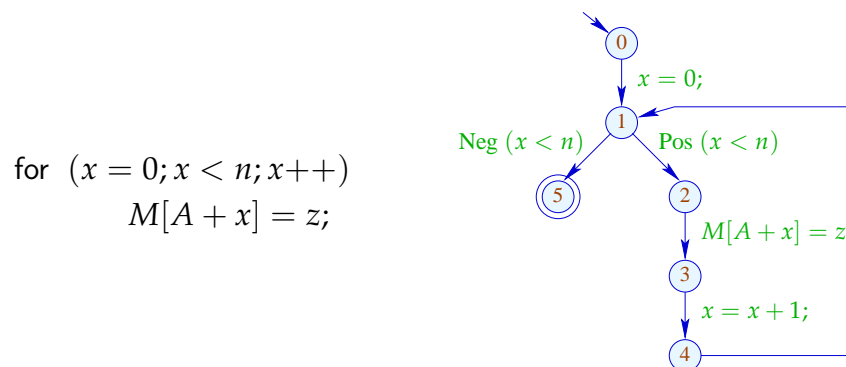 for (x = 0; x < n; x++)
M[A + x] = z;
0
x = 0;
1
Neg (x < n)
Pos (x < n)
5
2
M[A + x] = z
3
x = x + 1;
4